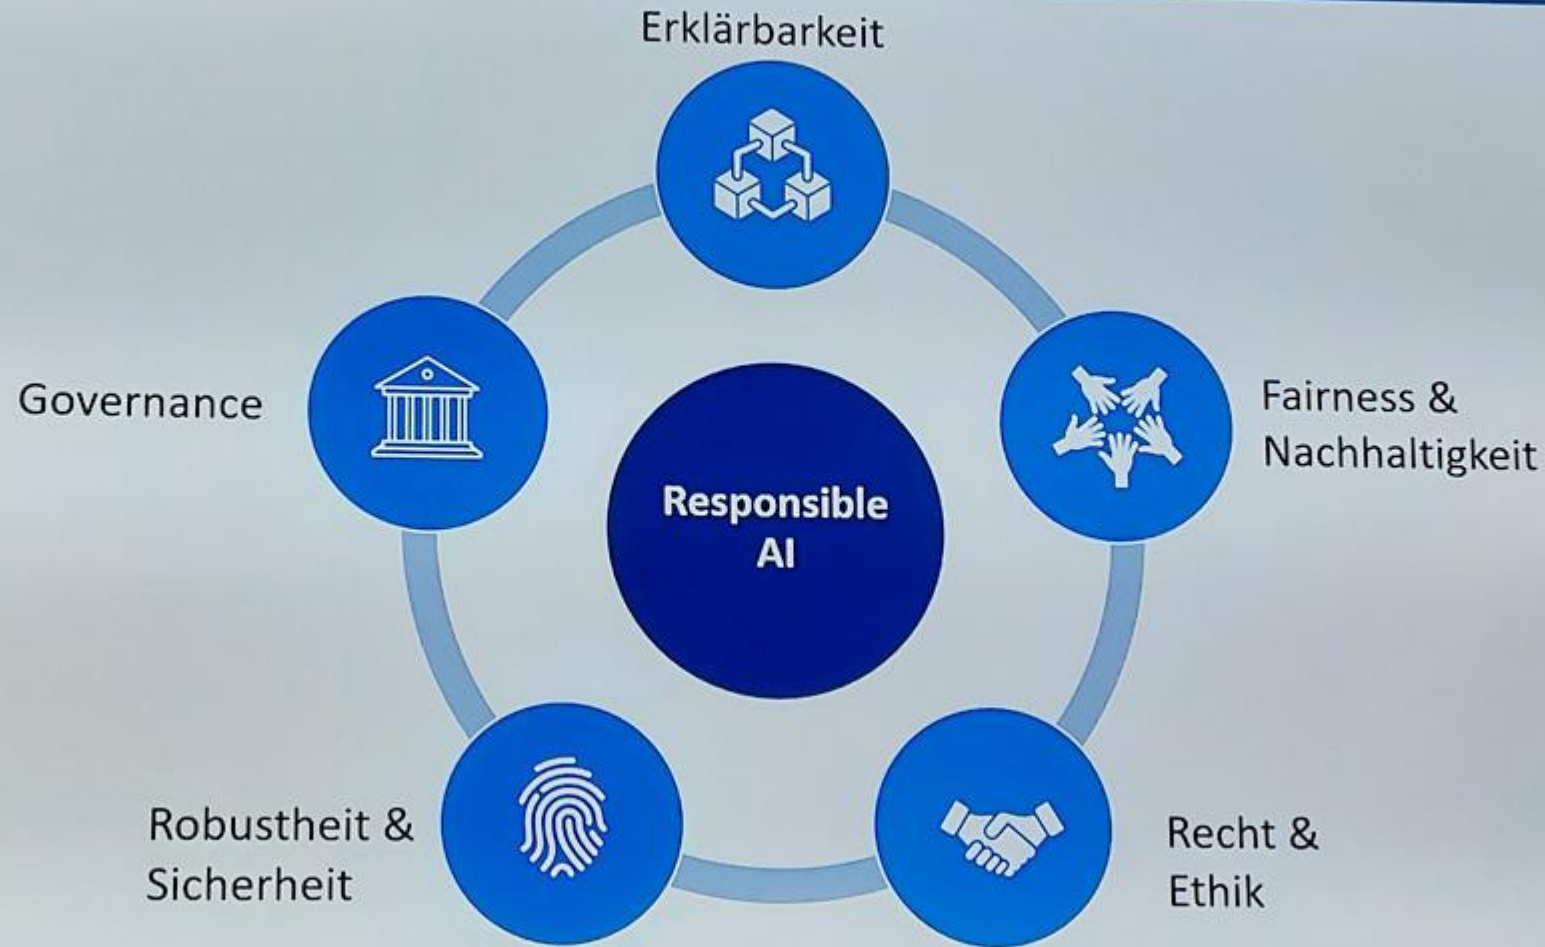 Erklärbarkeit
Governance
Fairness &
Nachhaltigkeit
Responsible
AI
Robustheit &
Sicherheit
Recht &
Ethik